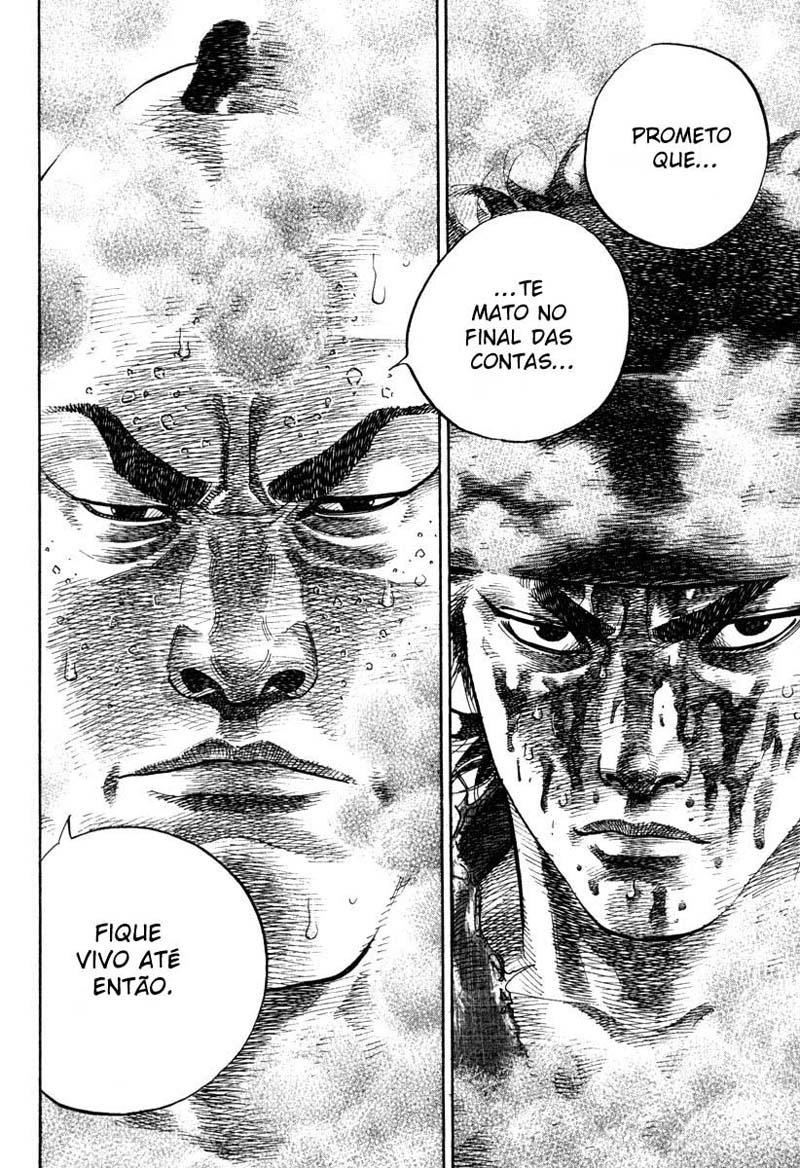 PROMETO
QUE...
...TE
MATO NO
FINAL DAS
CONTAS...
FIQUE
VIVO ATÉ
ENTÃO.